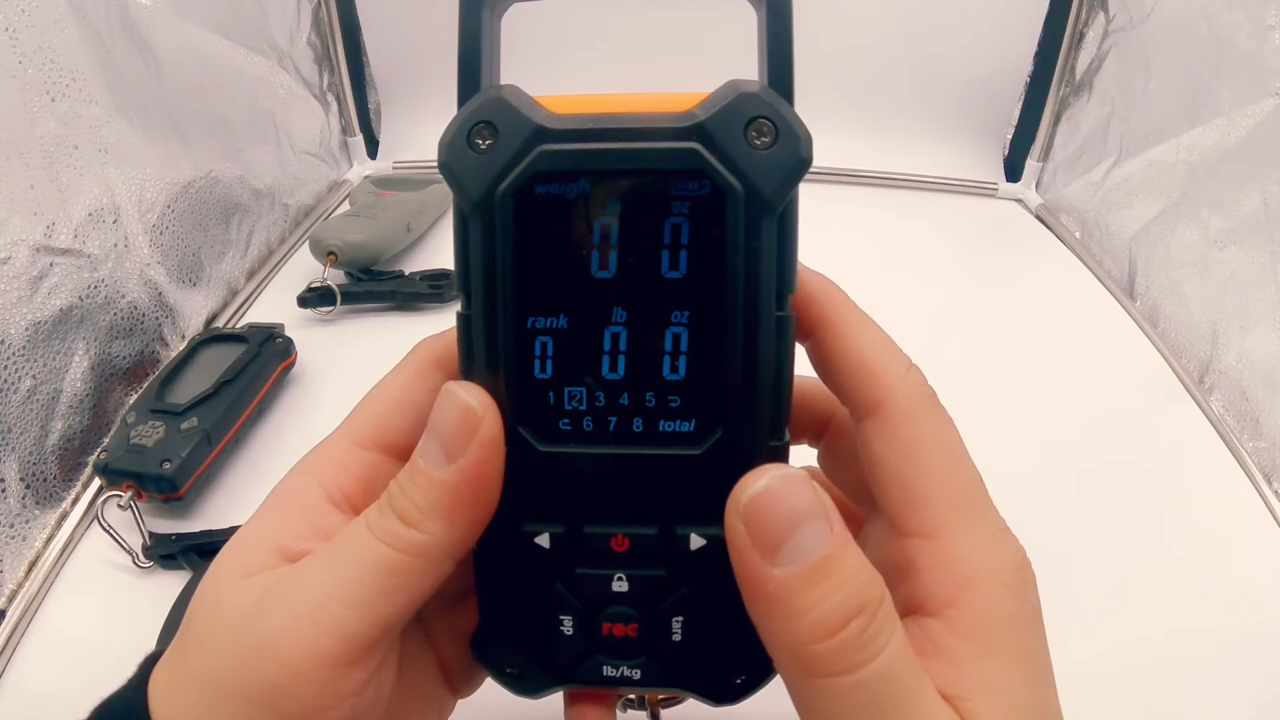 weigh
lb oz
0 0
rank lb oz
0 0 0
1 2 3 4 5 ⊃
⊂ 6 7 8 total
del rec tare
lb/kg